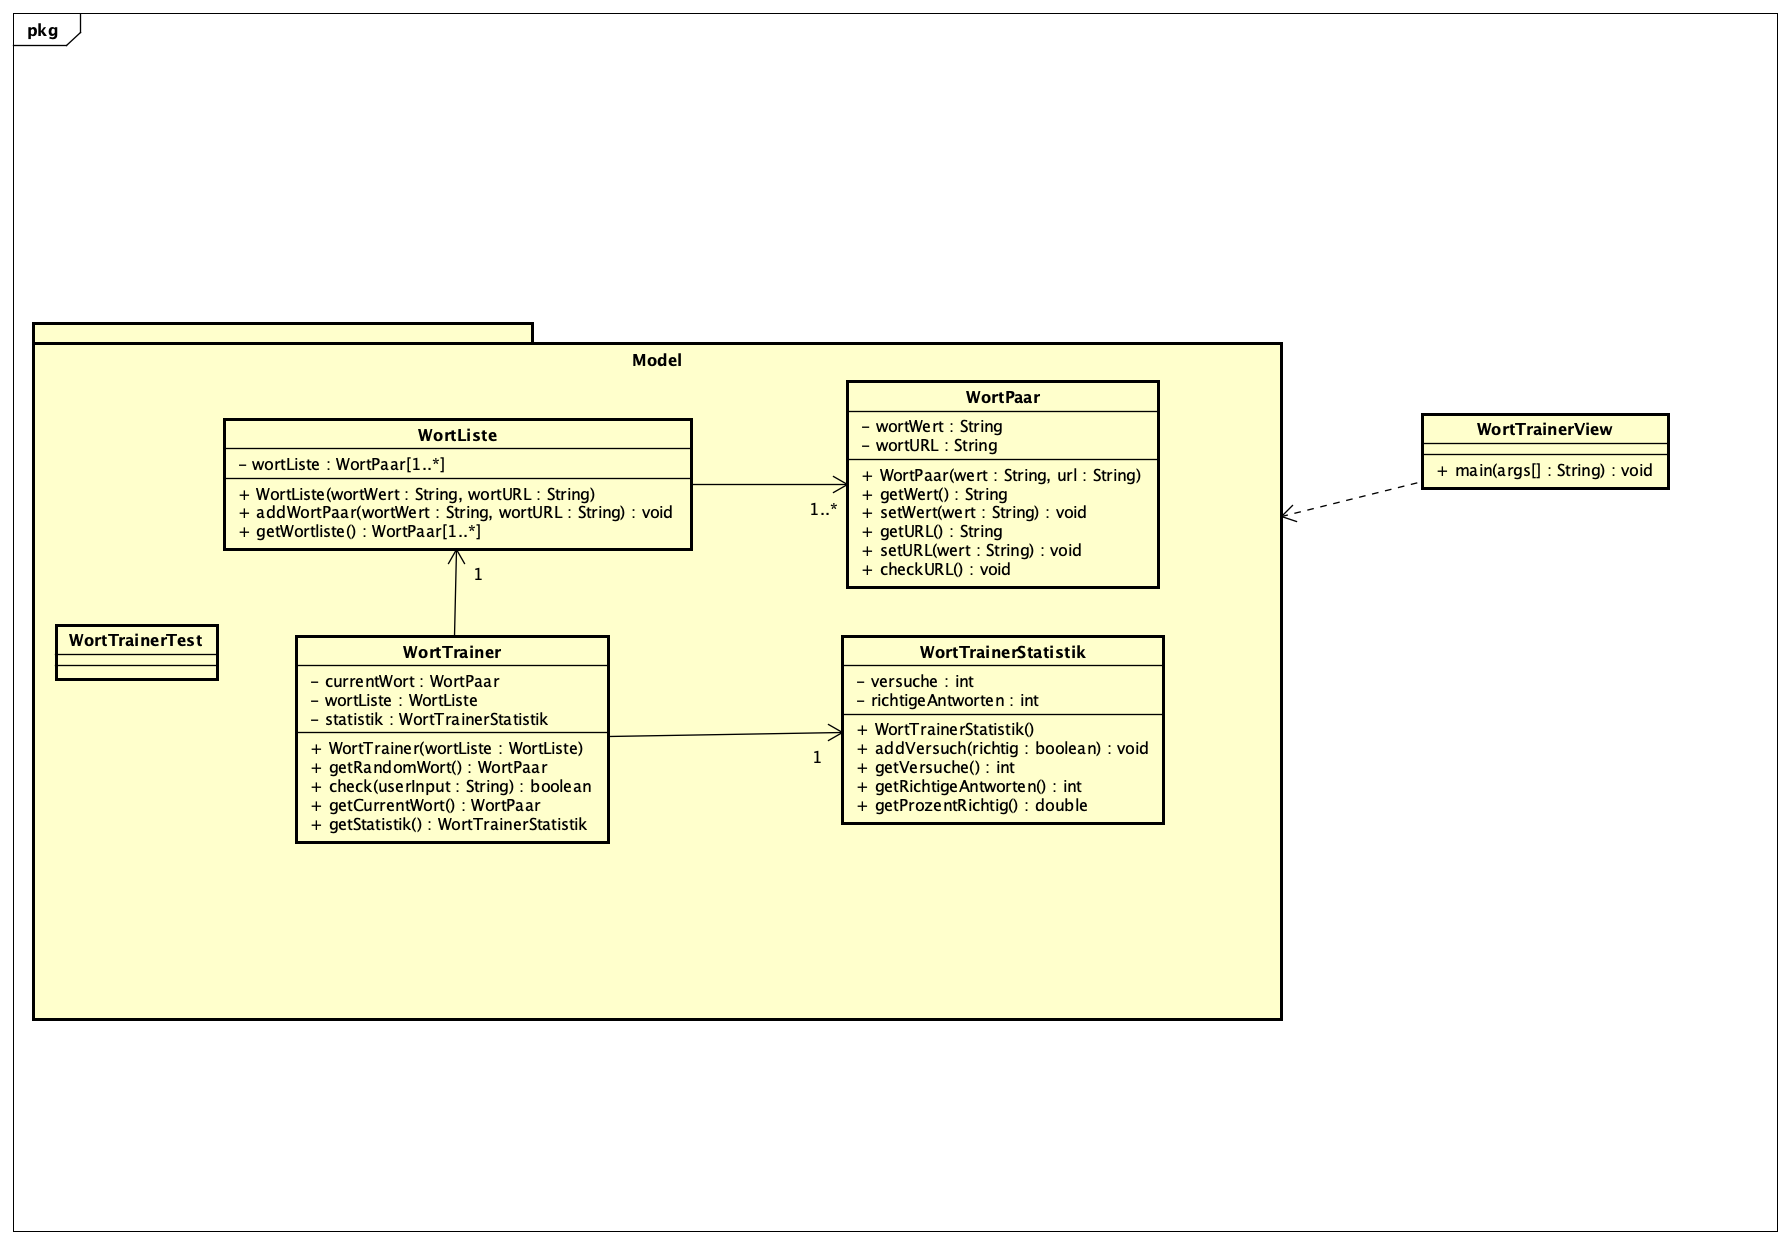 pkg
Model
WortListe
– wortListe : WortPaar[1..*]
+ WortListe(wortWert : String, wortURL : String)
+ addWortPaar(wortWert : String, wortURL : String) : void
+ getWortliste() : WortPaar[1..*]
1..*
1
WortPaar
– wortWert : String
– wortURL : String
+ WortPaar(wert : String, url : String)
+ getWert() : String
+ setWert(wert : String) : void
+ getURL() : String
+ setURL(wert : String) : void
+ checkURL() : void
WortTrainerView
+ main(args[] : String) : void
WortTrainerTest
WortTrainer
– currentWort : WortPaar
– wortListe : WortListe
– statistik : WortTrainerStatistik
+ WortTrainer(wortListe : WortListe)
+ getRandomWort() : WortPaar
+ check(userInput : String) : boolean
+ getCurrentWort() : WortPaar
+ getStatistik() : WortTrainerStatistik
1
WortTrainerStatistik
– versuche : int
– richtigeAntworten : int
+ WortTrainerStatistik()
+ addVersuch(richtig : boolean) : void
+ getVersuche() : int
+ getRichtigeAntworten() : int
+ getProzentRichtig() : double